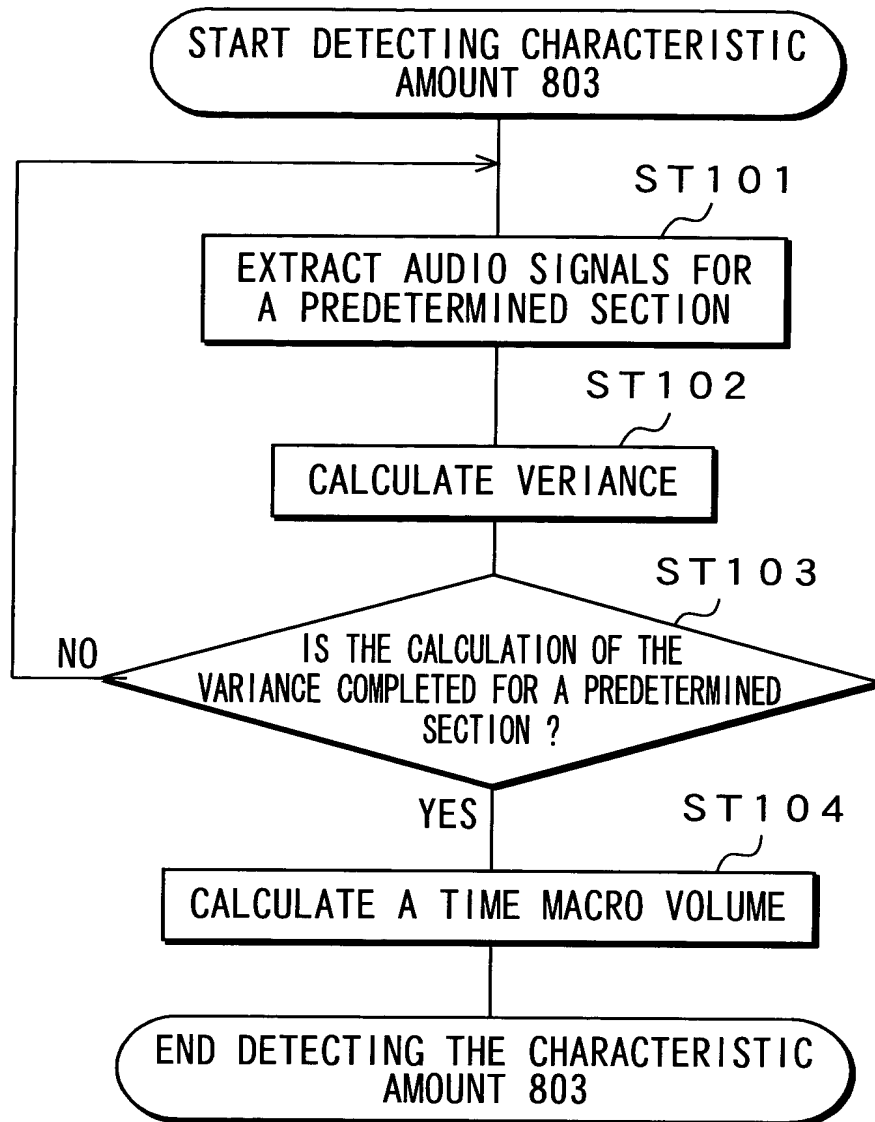 START DETECTING CHARACTERISTIC
AMOUNT 803
ST101
EXTRACT AUDIO SIGNALS FOR
A PREDETERMINED SECTION
ST102
CALCULATE VERIANCE
ST103
IS THE CALCULATION OF THE
VARIANCE COMPLETED FOR A PREDETERMINED
SECTION ?
NO
YES
ST104
CALCULATE A TIME MACRO VOLUME
END DETECTING THE CHARACTERISTIC
AMOUNT 803